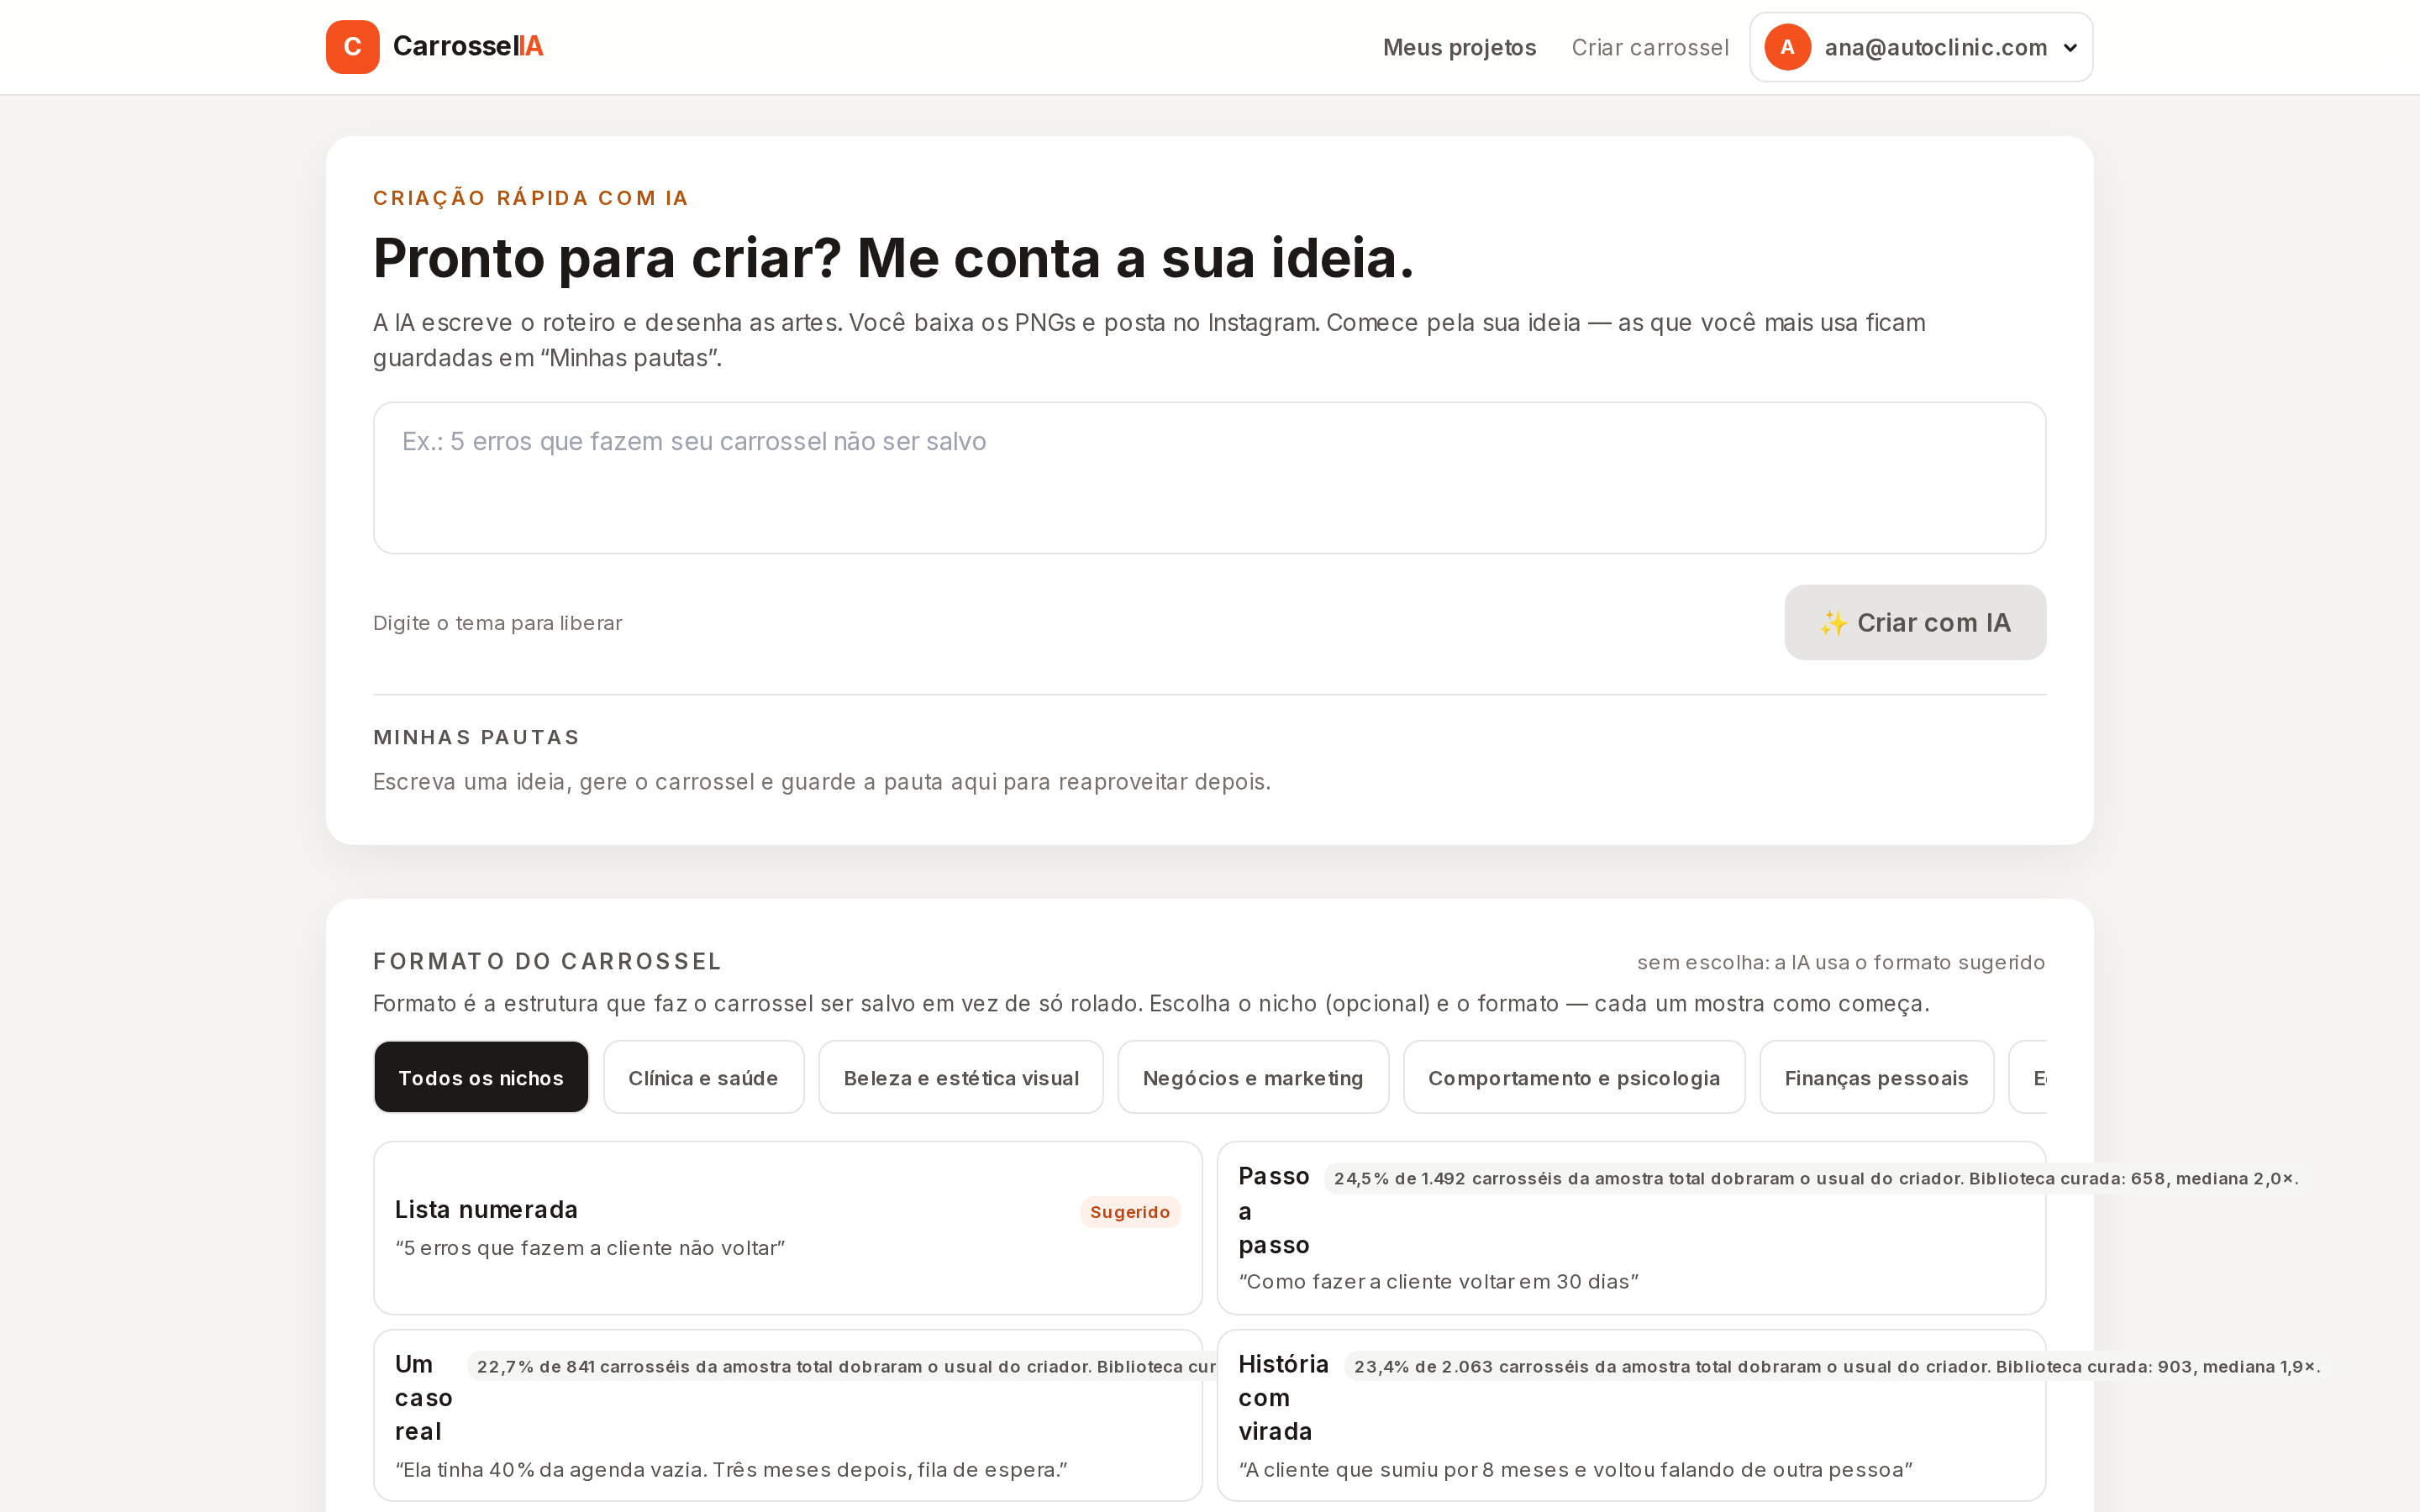 C CarrosselIA
Meus projetos Criar carrossel A ana@autoclinic.com
CRIAÇÃO RÁPIDA COM IA
Pronto para criar? Me conta a sua ideia.
A IA escreve o roteiro e desenha as artes. Você baixa os PNGs e posta no Instagram. Comece pela sua ideia — as que você mais usa ficam
guardadas em “Minhas pautas”.
Ex.: 5 erros que fazem seu carrossel não ser salvo
Digite o tema para liberar
✨ Criar com IA
MINHAS PAUTAS
Escreva uma ideia, gere o carrossel e guarde a pauta aqui para reaproveitar depois.
FORMATO DO CARROSSEL
sem escolha: a IA usa o formato sugerido
Formato é a estrutura que faz o carrossel ser salvo em vez de só rolado. Escolha o nicho (opcional) e o formato — cada um mostra como começa.
Todos os nichos Clínica e saúde Beleza e estética visual Negócios e marketing Comportamento e psicologia Finanças pessoais
Lista numerada
Sugerido
“5 erros que fazem a cliente não voltar”
Passo
a
passo
24,5% de 1.492 carrosséis da amostra total dobraram o usual do criador. Biblioteca curada: 658, mediana 2,0×.
“Como fazer a cliente voltar em 30 dias”
Um
caso
real
22,7% de 841 carrosséis da amostra total dobraram o usual do criador. Biblioteca cur
“Ela tinha 40% da agenda vazia. Três meses depois, fila de espera.”
História
com
virada
23,4% de 2.063 carrosséis da amostra total dobraram o usual do criador. Biblioteca curada: 903, mediana 1,9×.
“A cliente que sumiu por 8 meses e voltou falando de outra pessoa”